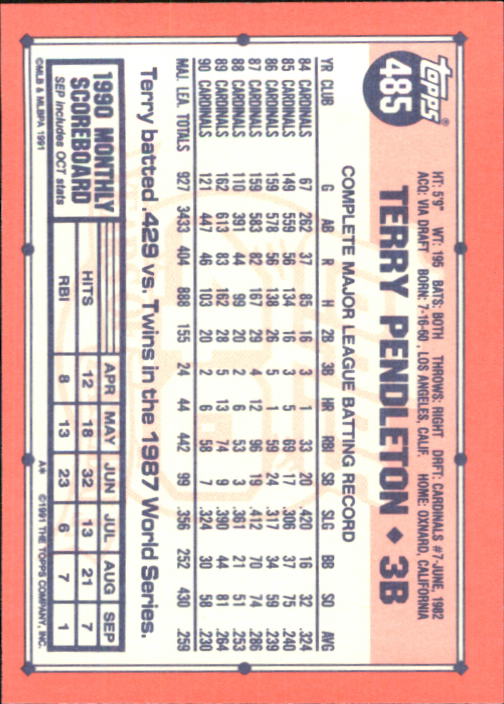 topps®
485
HT: 5'9" WT: 195 BATS: BOTH THROWS: RIGHT DRFT: CARDINALS #7-JUNE, 1982
ACQ: VIA DRAFT BORN: 7-16-60, LOS ANGELES, CALIF. HOME: OXNARD, CALIFORNIA
TERRY PENDLETON ◆ 3B
COMPLETE MAJOR LEAGUE BATTING RECORD
YR CLUB G AB R H 2B 3B HR RBI SB SLG BB SO AVG
84 CARDINALS 67 262 37 85 16 3 1 33 20 .420 16 32 .324
85 CARDINALS 149 559 56 134 16 3 5 69 17 .306 37 75 .240
86 CARDINALS 159 578 56 138 26 5 1 59 24 .317 34 59 .239
87 CARDINALS 159 583 82 167 29 4 12 96 19 .412 70 74 .286
88 CARDINALS 110 391 44 99 20 2 6 53 3 .361 21 51 .253
89 CARDINALS 162 613 83 162 28 5 13 74 9 .390 44 81 .264
90 CARDINALS 121 447 46 103 20 2 6 58 7 .324 30 58 .230
MAJ. LEA. TOTALS 927 3433 404 888 155 24 44 442 99 .356 252 430 .259
Terry batted .429 vs. Twins in the 1987 World Series.
1990 MONTHLY
SCOREBOARD
SEP includes OCT stats
APR MAY JUN JUL AUG SEP
HITS 12 18 32 13 21 7
RBI 8 13 23 6 7 1
©MLB & MLBPA 1991 A* ©1991 THE TOPPS COMPANY, INC.